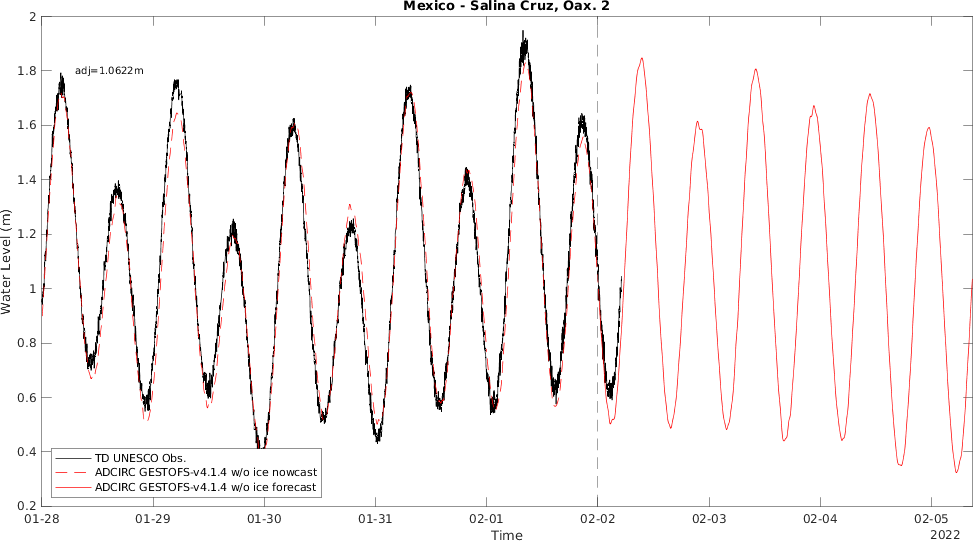 Mexico - Salina Cruz, Oax. 2
adj=1.0622m
Water Level (m)
2
1.8
1.6
1.4
1.2
1
0.8
0.6
0.4
0.2
TD UNESCO Obs.
ADCIRC GESTOFS-v4.1.4 w/o ice nowcast
ADCIRC GESTOFS-v4.1.4 w/o ice forecast
01-28 01-29 01-30 01-31 02-01 02-02 02-03 02-04 02-05
Time
2022